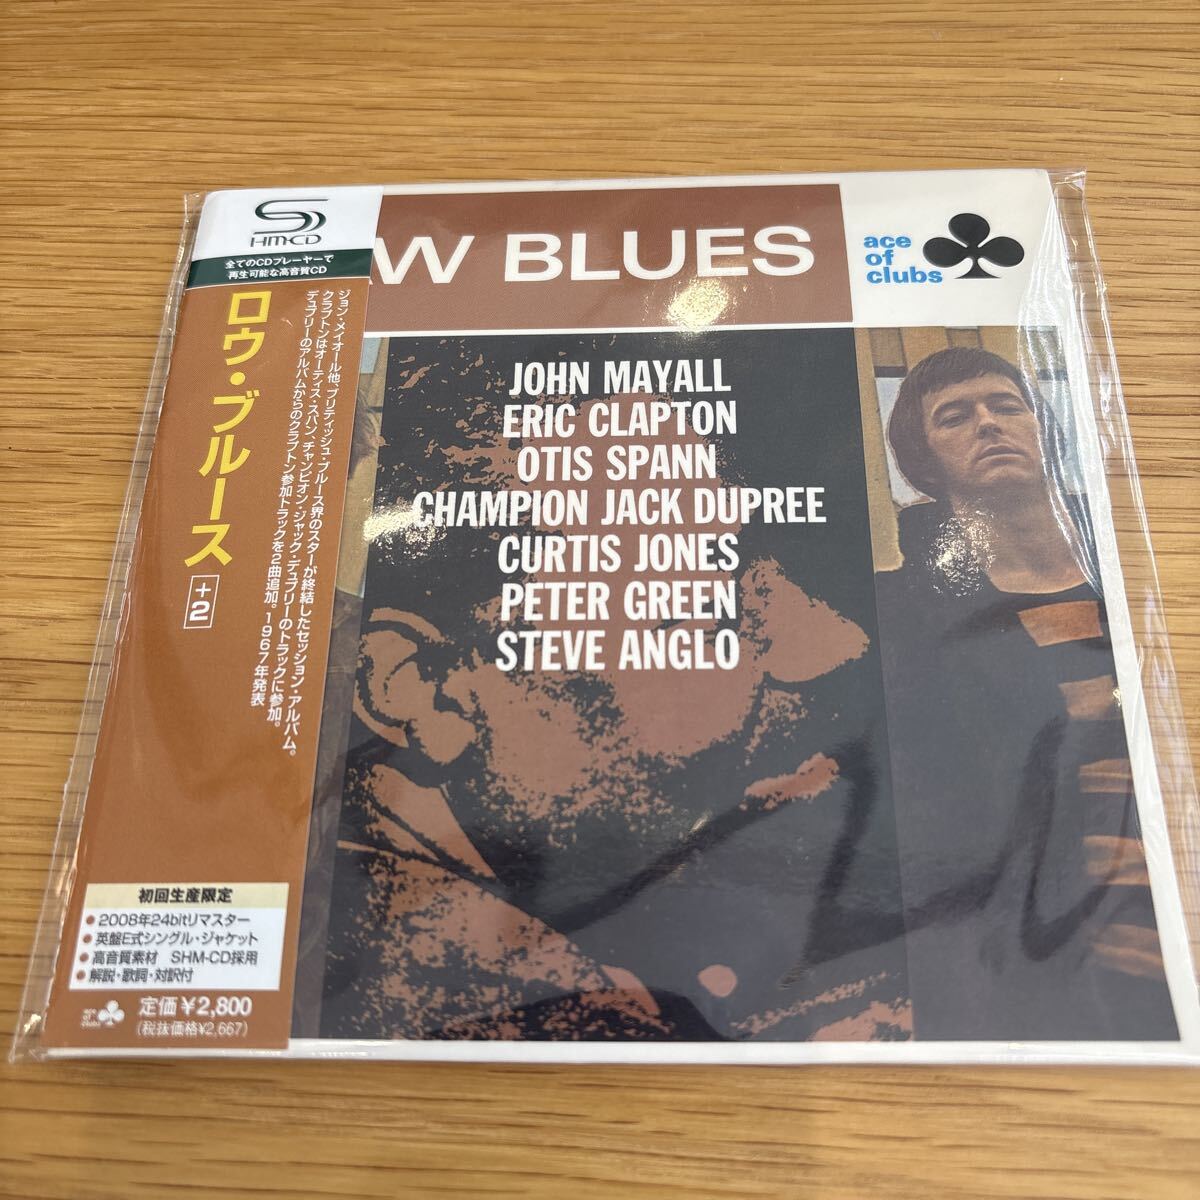 SHM-CD
全てのCDプレーヤーで
再生可能な高音質CD
ロウ・ブルース
+2
ジョン・メイオール他、ブリティッシュ・ブルース界のスターが終結したセッション・アルバム。
クラプトンはオーティス・スパン、チャンピオン・ジャック・デュプリーのトラックに参加。
デュプリーのアルバムからのクラプトン参加トラックを2曲追加。1967年発表
初回生産限定
●2008年24bitリマスター
●英盤E式シングル・ジャケット
●高音質素材 SHM-CD採用
●解説・歌詞・対訳付
ace
of
clubs
定価￥2,800
(税抜価格¥2,667)
AW BLUES
ace
of
clubs
JOHN MAYALL
ERIC CLAPTON
OTIS SPANN
CHAMPION JACK DUPREE
CURTIS JONES
PETER GREEN
STEVE ANGLO